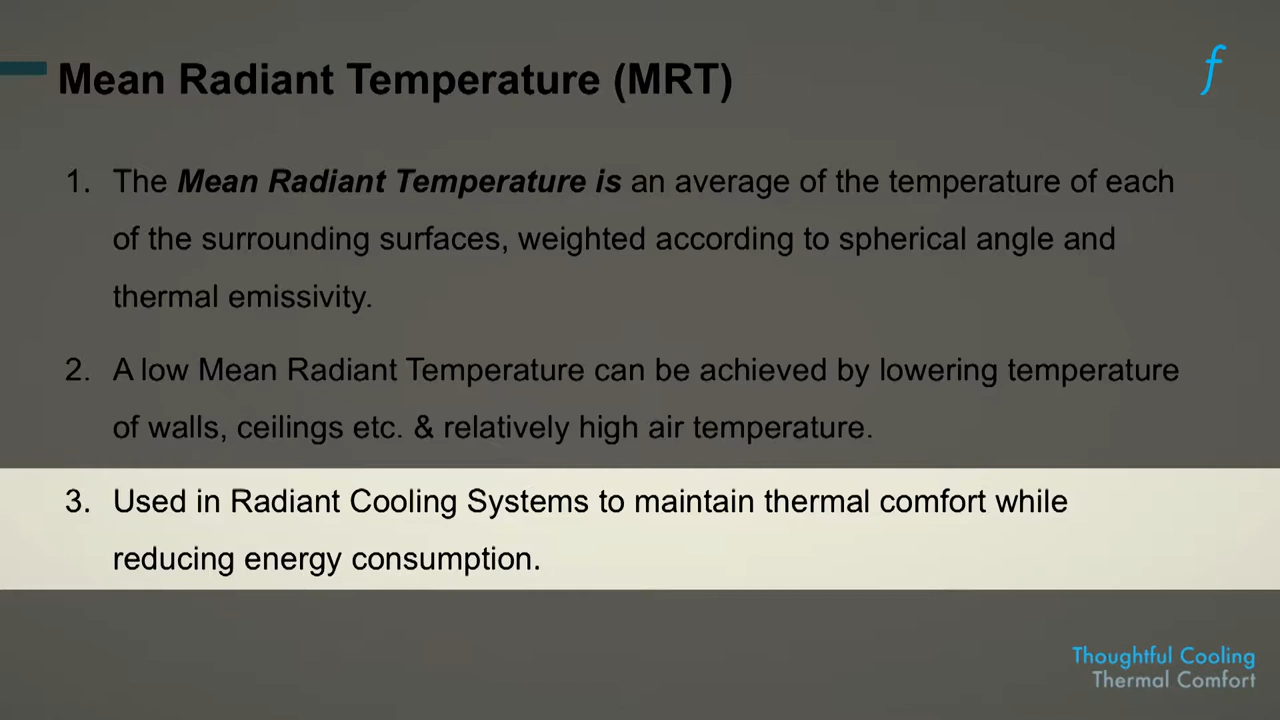 Mean Radiant Temperature (MRT)
f
1. The Mean Radiant Temperature is an average of the temperature of each
of the surrounding surfaces, weighted according to spherical angle and
thermal emissivity.
2. A low Mean Radiant Temperature can be achieved by lowering temperature
of walls, ceilings etc. & relatively high air temperature.
3. Used in Radiant Cooling Systems to maintain thermal comfort while
reducing energy consumption.
Thoughtful Cooling
Thermal Comfort